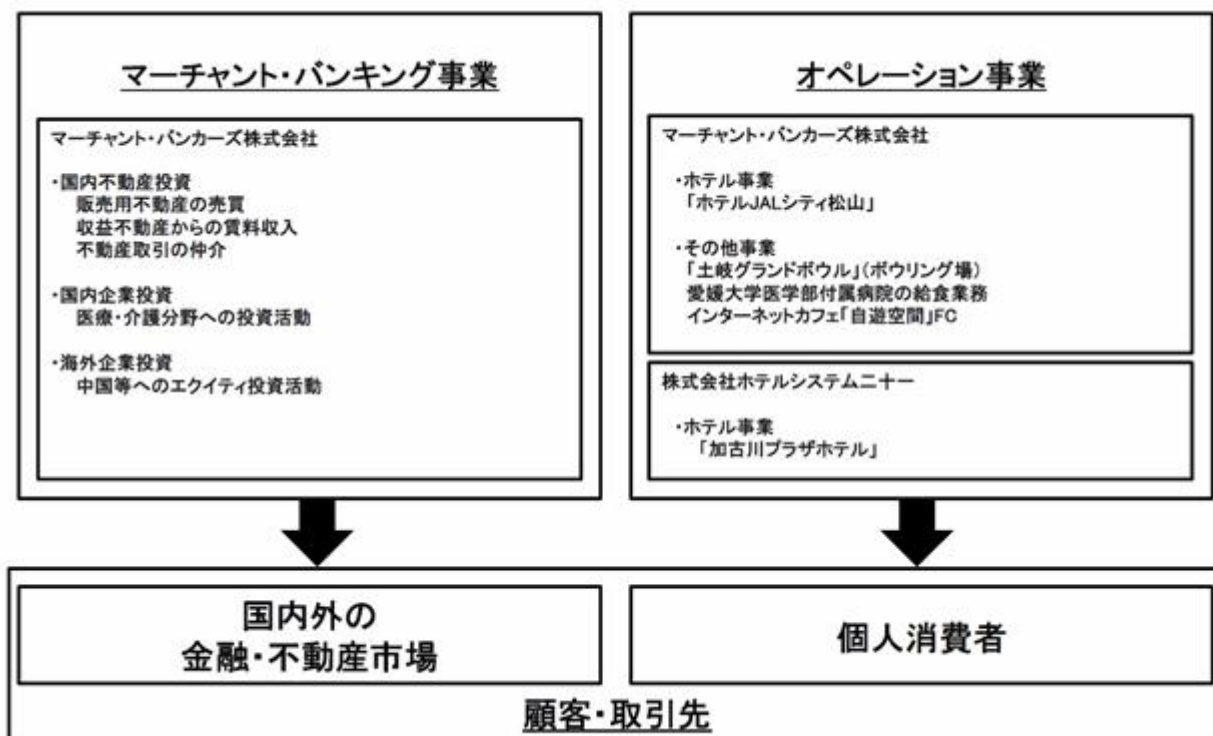 マーチャント・バンキング事業
マーチャント・バンカーズ株式会社
・国内不動産投資
販売用不動産の売買
収益不動産からの賃料収入
不動産取引の仲介
・国内企業投資
医療・介護分野への投資活動
・海外企業投資
中国等へのエクイティ投資活動
オペレーション事業
マーチャント・バンカーズ株式会社
・ホテル事業
「ホテルJALシティ松山」
・その他事業
「土岐グランドボウル」(ボウリング場)
愛媛大学医学部付属病院の給食業務
インターネットカフェ「自遊空間」FC
株式会社ホテルシステム二十一
・ホテル事業
「加古川プラザホテル」
国内外の
金融・不動産市場
個人消費者
顧客・取引先